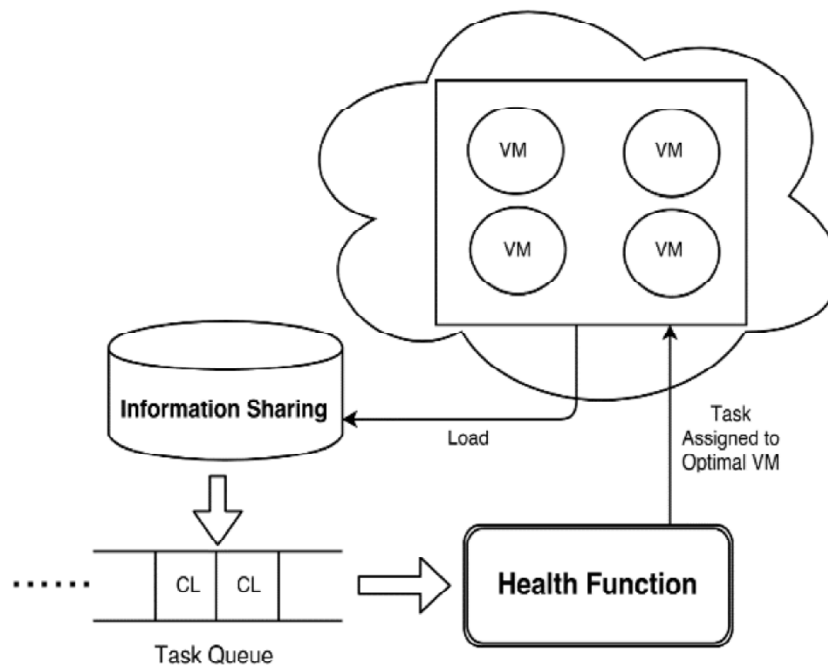 VM VM
VM VM
Information Sharing
Load
Task
Assigned to
Optimal VM
CL CL
Health Function
Task Queue